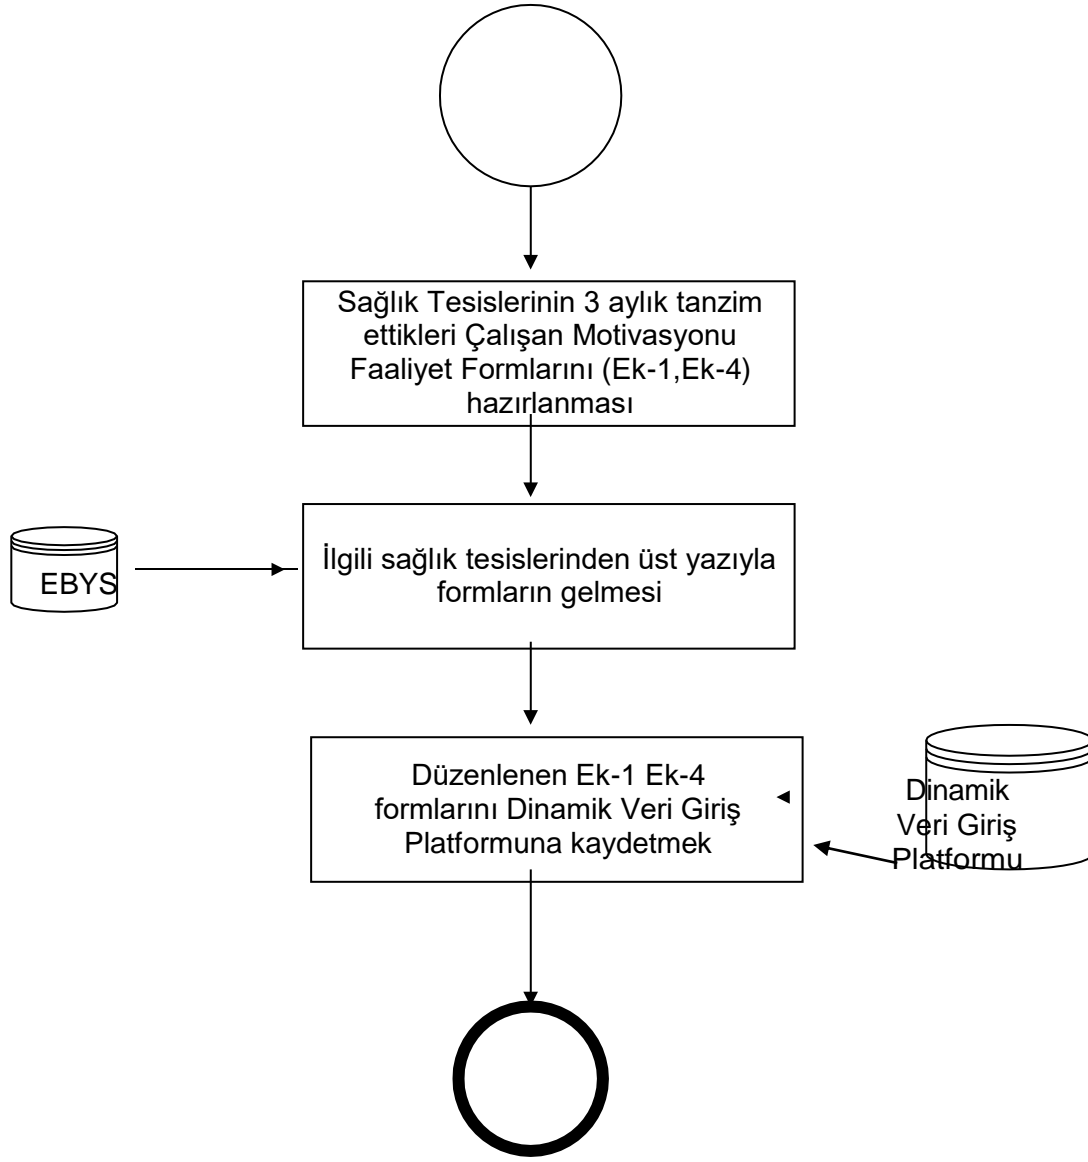 Sağlık Tesislerinin 3 aylık tanzim
ettikleri Çalışan Motivasyonu
Faaliyet Formlarını (Ek-1,Ek-4)
hazırlanması
EBYS
İlgili sağlık tesislerinden üst yazıyla
formların gelmesi
Düzenlenen Ek-1 Ek-4
formlarını Dinamik Veri Giriş
Platformuna kaydetmek
Dinamik
Veri Giriş
Platformu